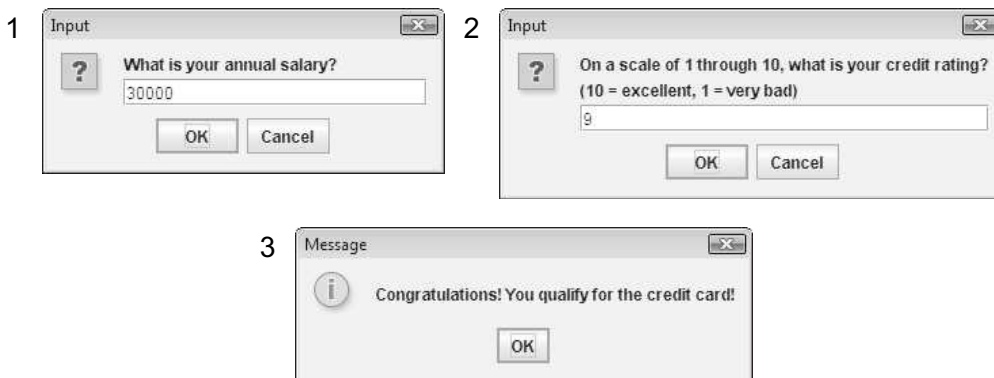 1
Input
What is your annual salary?
30000
OK Cancel
2
Input
On a scale of 1 through 10, what is your credit rating?
(10 = excellent, 1 = very bad)
9
OK Cancel
3
Message
Congratulations! You qualify for the credit card!
OK